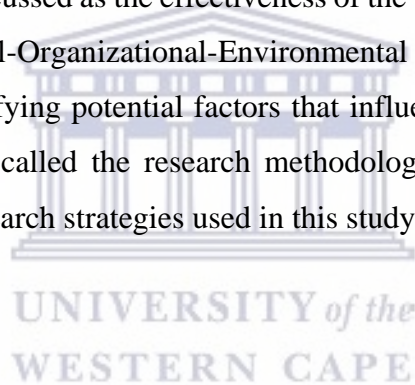 cussed as the effectiveness of the
l-Organizational-Environmental
fying potential factors that influe
called the research methodolog
arch strategies used in this study
UNIVERSITY of the
WESTERN CAPE